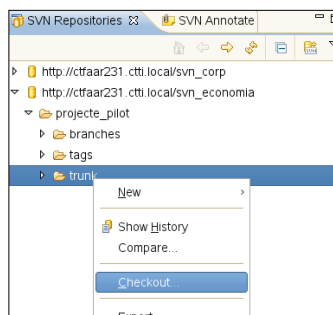 SVN Repositories
SVN Annotate
http://ctfaar231.ctti.local/svn_corp
http://ctfaar231.ctti.local/svn_economia
projecte_pilot
branches
tags
trunk
New
Show History
Compare...
Checkout...
Export...